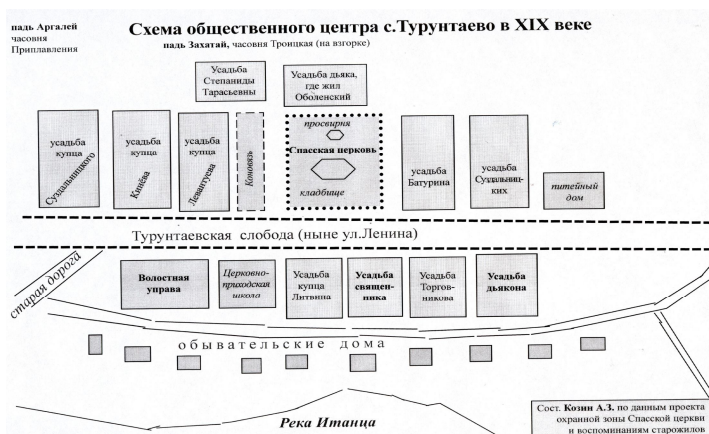 падь Аргалей
часовня
Приплавления
Схема общественного центра с.Турунтаево в XIX веке
падь Захатай, часовня Троицкая (на взгорке)
Усадьба
Степаниды
Тарасьевны
Усадьба дьяка,
где жил
Оболенский
усадьба
купца
Суздальницкого
усадьба
купца
Кинёва
усадьба
купца
Левантуева
Коновязь
просвирня
Спасская церковь
кладбище
усадьба
Батурина
усадьба
Суздальниц-
ких
питейный
дом
Турунтаевская слобода (ныне ул.Ленина)
старая дорога
Волостная
управа
Церковно-
приходская
школа
Усадьба
купца
Литвина
Усадьба
священ-
ника
Усадьба
Торгов-
никова
Усадьба
дьякона
обывательские дома
Река Итанца
Сост. Козин А.З. по данным проекта
охранной зоны Спасской церкви
и воспоминаниям старожилов